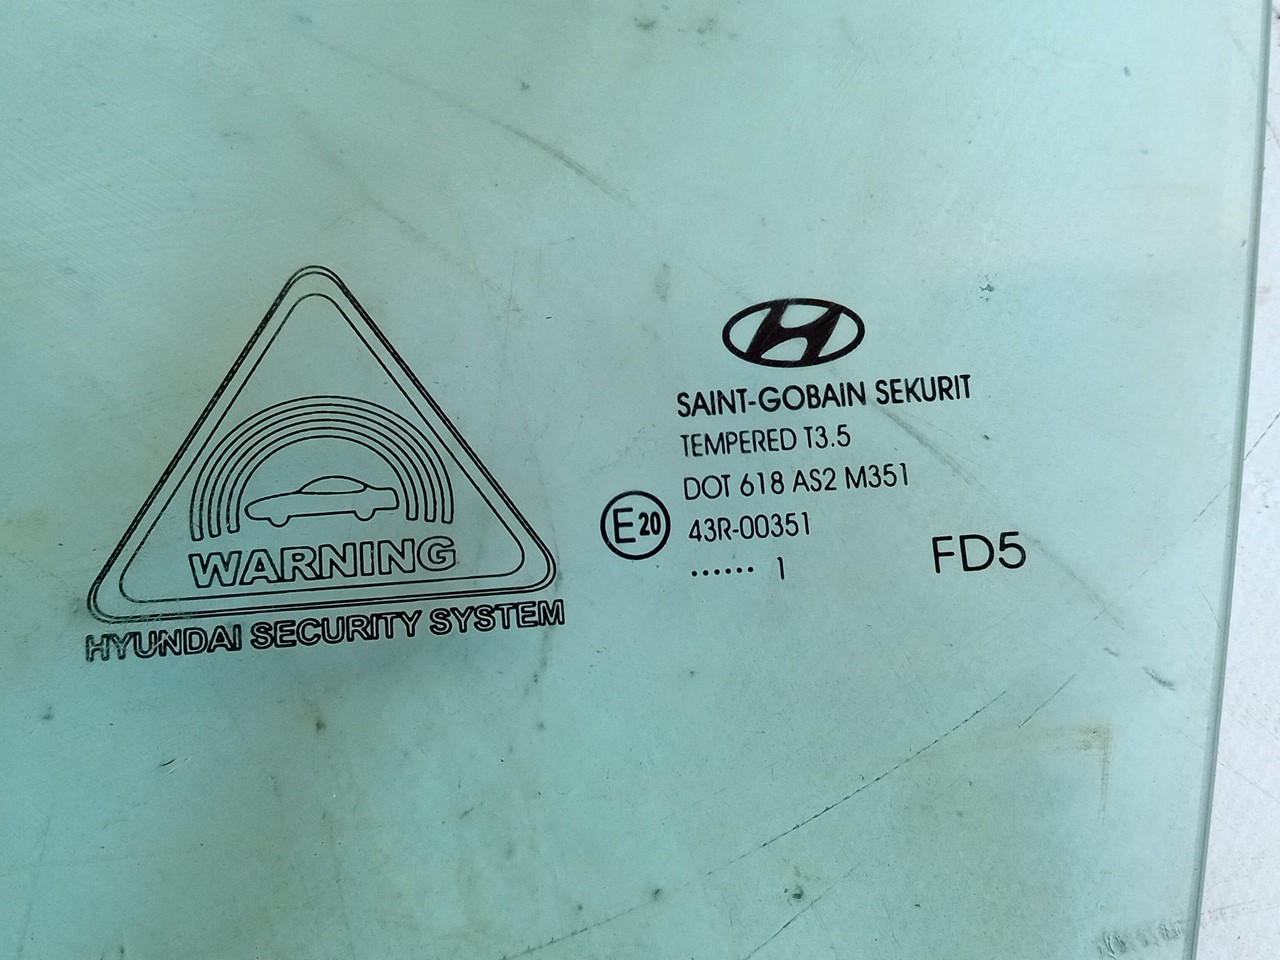 WARNING
HYUNDAI SECURITY SYSTEM
SAINT-GOBAIN SEKURIT
TEMPERED T3.5
DOT 618 AS2 M351
E20 43R-00351
...... 1
FD5